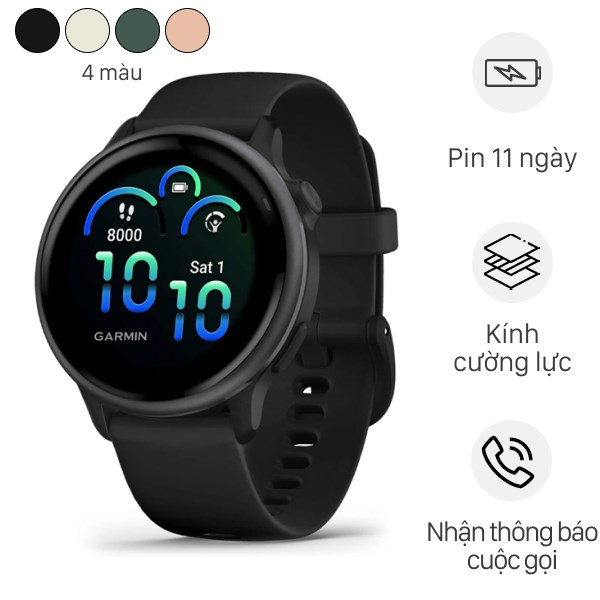 4 màu
Pin 11 ngày
8000
Sat 1
10
10
GARMIN
Kính
cường lực
Nhận thông báo
cuộc gọi